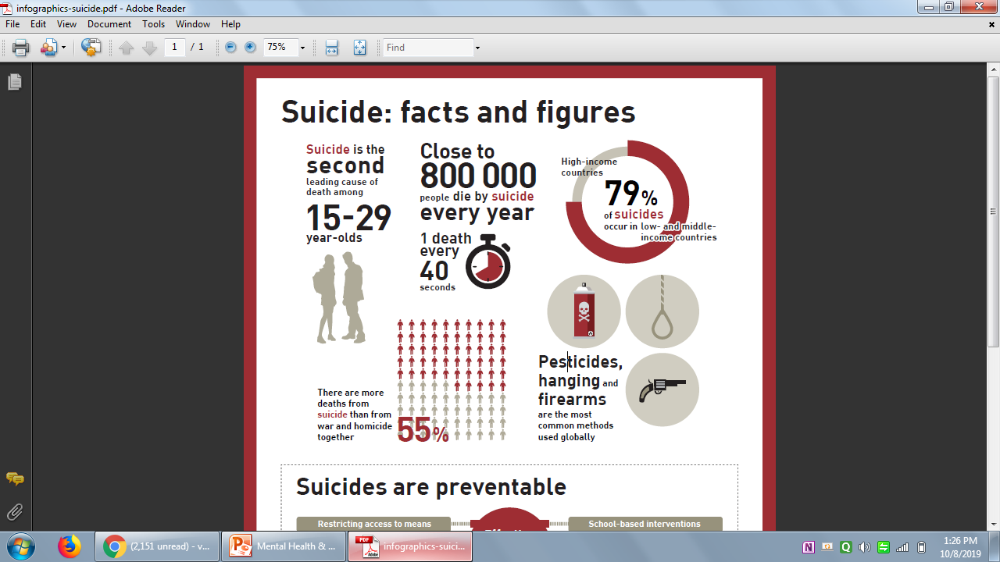 infographics-suicide.pdf - Adobe Reader
File Edit View Document Tools Window Help
1 / 1 75% Find
Suicide: facts and figures
Suicide is the
second
leading cause of
death among
15-29
year-olds
Close to
800 000
people die by suicide
every year
1 death
every
40
seconds
High-income
countries
79%
of suicides
occur in low- and middle-
income countries
There are more
deaths from
suicide than from
war and homicide
together
55%
Pesticides,
hanging and
firearms
are the most
common methods
used globally
Suicides are preventable
Restricting access to means
School-based interventions
(2,151 unread) - v...
Mental Health & ...
infographics-suici...
1:26 PM
10/8/2019